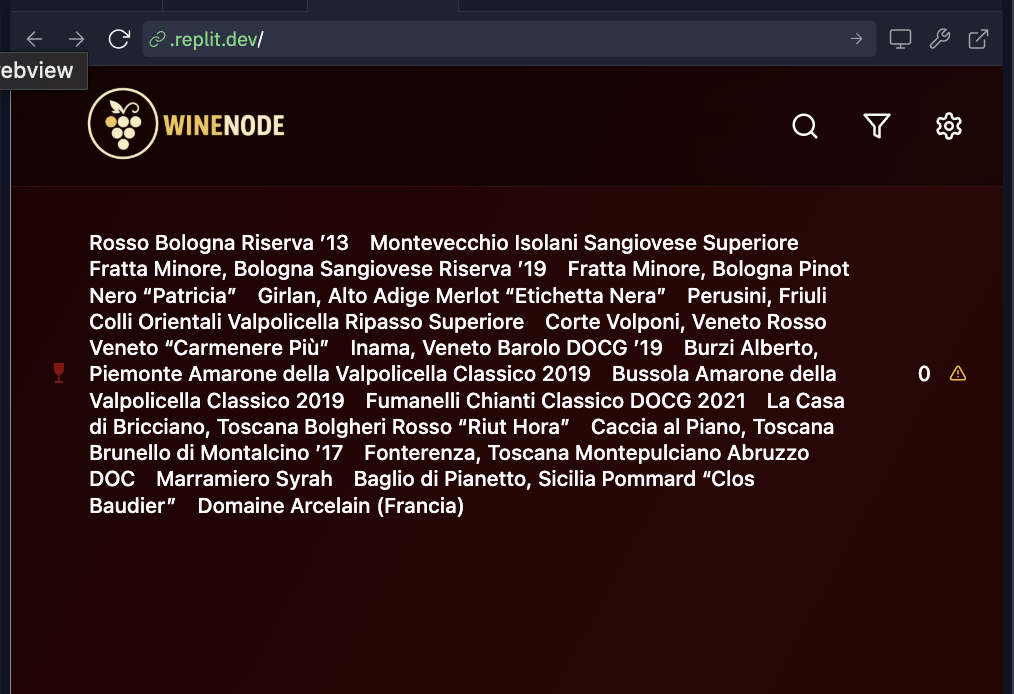 .replit.dev/
ebview
WINENODE
Rosso Bologna Riserva ’13 Montevecchio Isolani Sangiovese Superiore
Fratta Minore, Bologna Sangiovese Riserva ’19 Fratta Minore, Bologna Pinot
Nero “Patricia” Girlan, Alto Adige Merlot “Etichetta Nera” Perusini, Friuli
Colli Orientali Valpolicella Ripasso Superiore Corte Volponi, Veneto Rosso
Veneto “Carmenere Più” Inama, Veneto Barolo DOCG ’19 Burzi Alberto,
Piemonte Amarone della Valpolicella Classico 2019 Bussola Amarone della
Valpolicella Classico 2019 Fumanelli Chianti Classico DOCG 2021 La Casa
di Bricciano, Toscana Bolgheri Rosso “Riut Hora” Caccia al Piano, Toscana
Brunello di Montalcino ’17 Fonterenza, Toscana Montepulciano Abruzzo
DOC Marramiero Syrah Baglio di Pianetto, Sicilia Pommard “Clos
Baudier” Domaine Arcelain (Francia)
0